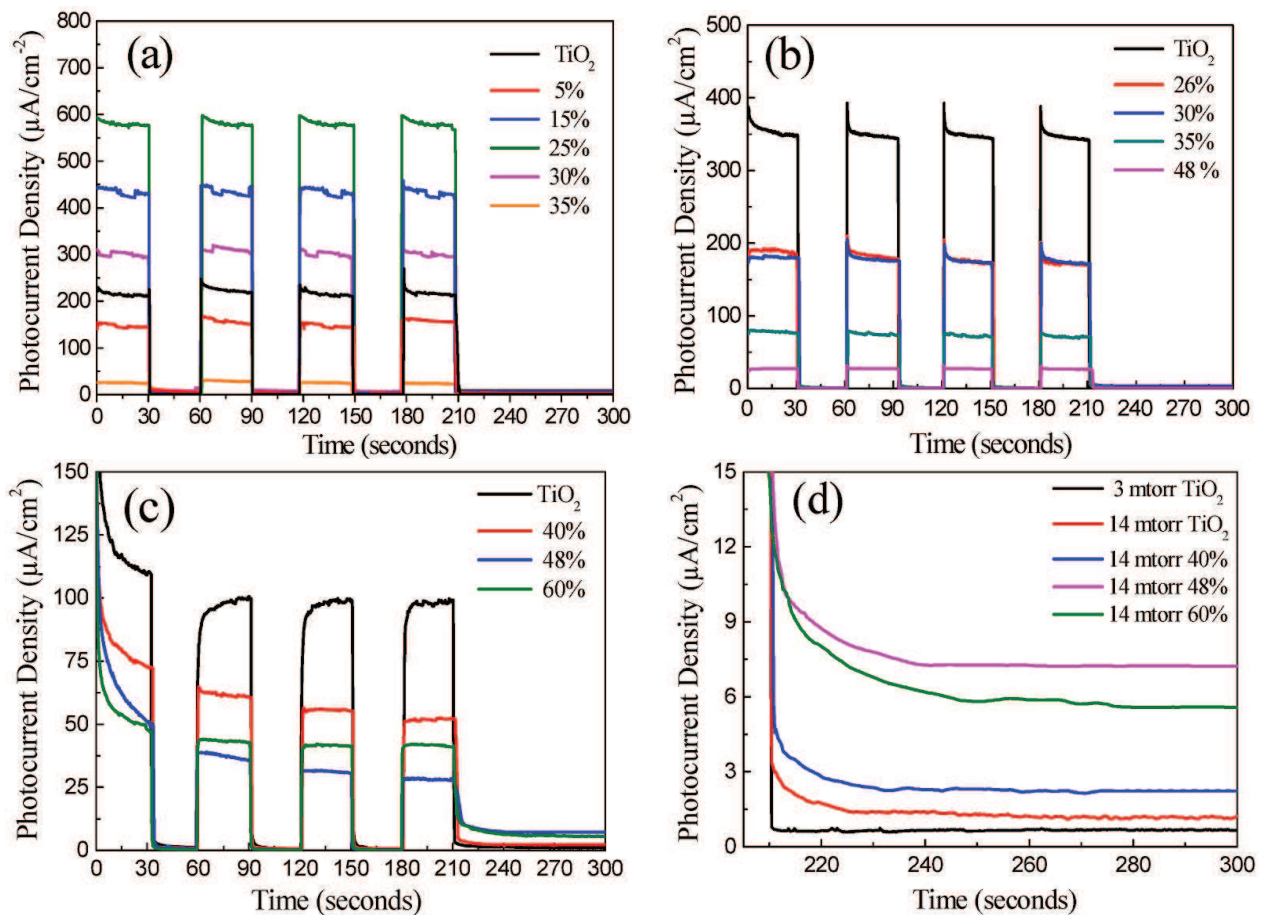 (a)
Photocurrent Density (μA/cm⁻²)
800
700
600
500
400
300
200
100
0
TiO₂
5%
15%
25%
30%
35%
0 30 60 90 120 150 180 210 240 270 300
Time (seconds)
(b)
Photocurrent Density (μA/cm²)
500
400
300
200
100
0
TiO₂
26%
30%
35%
48 %
0 30 60 90 120 150 180 210 240 270 300
Time (seconds)
(c)
Photocurrent Density (μA/cm²)
150
125
100
75
50
25
0
TiO₂
40%
48%
60%
0 30 60 90 120 150 180 210 240 270 300
Time (seconds)
(d)
Photocurrent Density (μA/cm²)
15
12
9
6
3
0
3 mtorr TiO₂
14 mtorr TiO₂
14 mtorr 40%
14 mtorr 48%
14 mtorr 60%
220 240 260 280 300
Time (seconds)